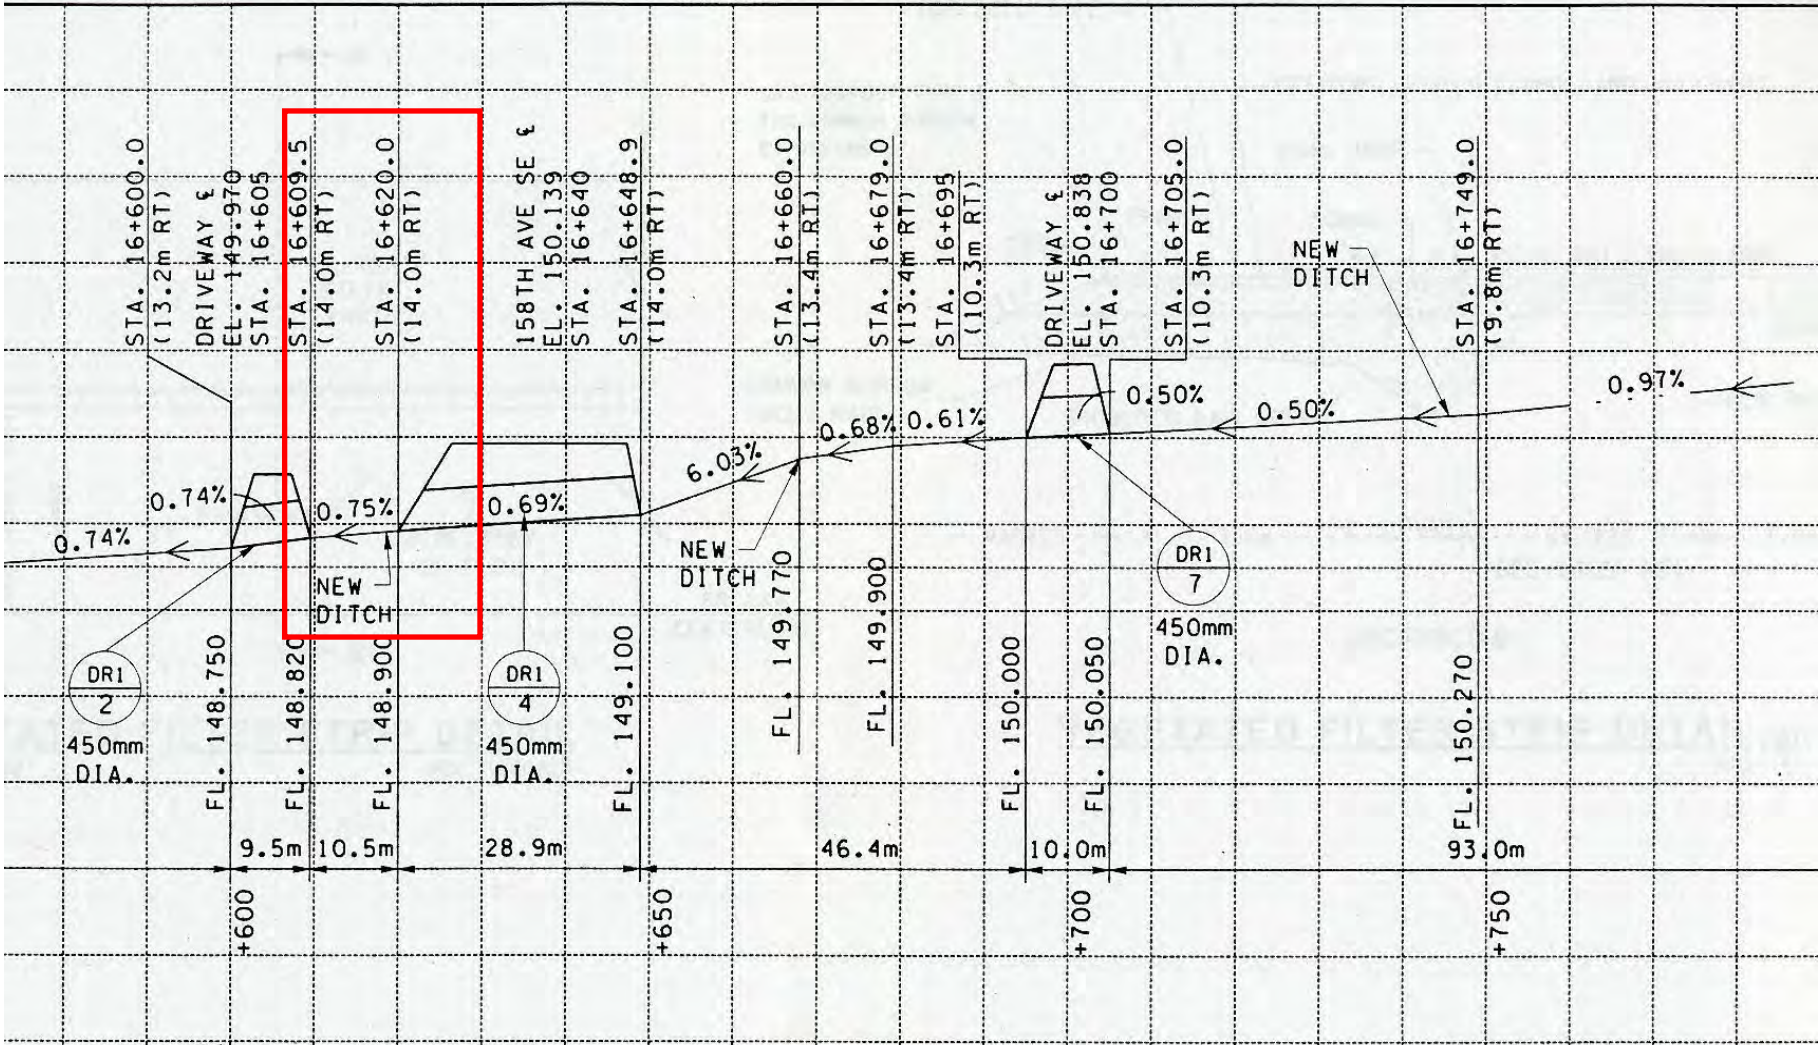 STA. 16+600.0
(13.2m RT)
DRIVEWAY ℄
EL. 149.970
STA. 16+605
STA. 16+609.5
(14.0m RT)
STA. 16+620.0
(14.0m RT)
158TH AVE SE ℄
EL. 150.139
STA. 16+640
STA. 16+648.9
(14.0m RT)
STA. 16+660.0
(13.4m RT)
STA. 16+679.0
(13.4m RT)
STA. 16+695
(10.3m RT)
DRIVEWAY ℄
EL. 150.838
STA. 16+700
STA. 16+705.0
(10.3m RT)
NEW
DITCH
STA. 16+749.0
(9.8m RT)
0.74%
0.74%
0.75%
0.69%
6.03%
0.68%
0.61%
0.50%
0.50%
0.97%
NEW
DITCH
NEW
DITCH
DR1
2
450mm
DIA.
DR1
4
450mm
DIA.
DR1
7
450mm
DIA.
FL. 148.750
FL. 148.820
FL. 148.900
FL. 149.100
FL. 149.770
FL. 149.900
FL. 150.000
FL. 150.050
FL. 150.270
9.5m
10.5m
28.9m
46.4m
10.0m
93.0m
+600
+650
+700
+750